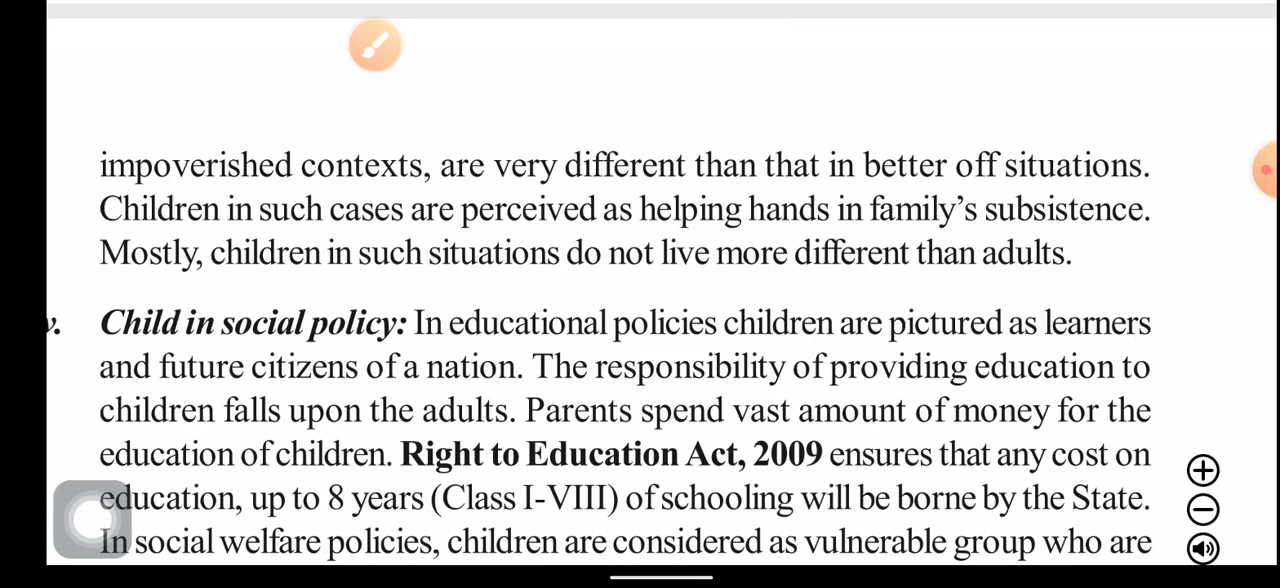 impoverished contexts, are very different than that in better off situations.
Children in such cases are perceived as helping hands in family’s subsistence.
Mostly, children in such situations do not live more different than adults.
v. Child in social policy: In educational policies children are pictured as learners
and future citizens of a nation. The responsibility of providing education to
children falls upon the adults. Parents spend vast amount of money for the
education of children. Right to Education Act, 2009 ensures that any cost on
education, up to 8 years (Class I-VIII) of schooling will be borne by the State.
In social welfare policies, children are considered as vulnerable group who are